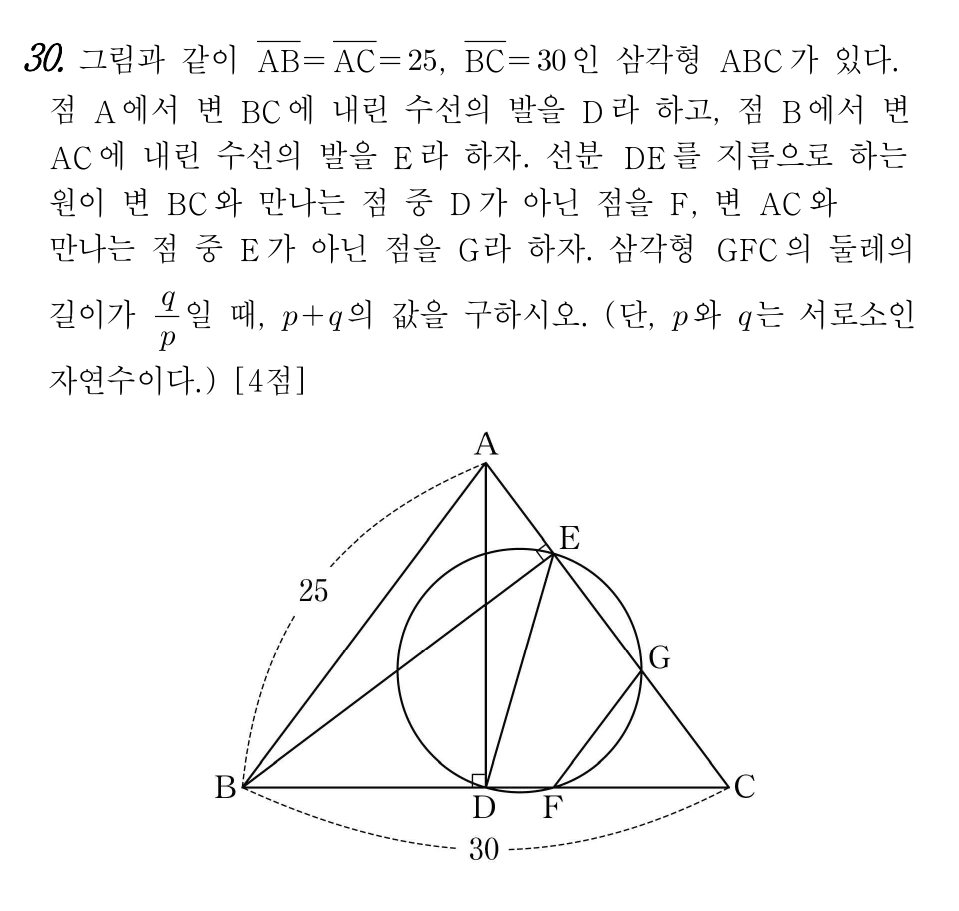 30. 그림과 같이 AB=AC=25, BC=30인 삼각형 ABC가 있다.
점 A에서 변 BC에 내린 수선의 발을 D라 하고, 점 B에서 변
AC에 내린 수선의 발을 E라 하자. 선분 DE를 지름으로 하는
원이 변 BC와 만나는 점 중 D가 아닌 점을 F, 변 AC와
만나는 점 중 E가 아닌 점을 G라 하자. 삼각형 GFC의 둘레의
길이가 q/p일 때, p+q의 값을 구하시오. (단, p와 q는 서로소인
자연수이다.) [4점]
A
E
25
G
B
D
F
C
30